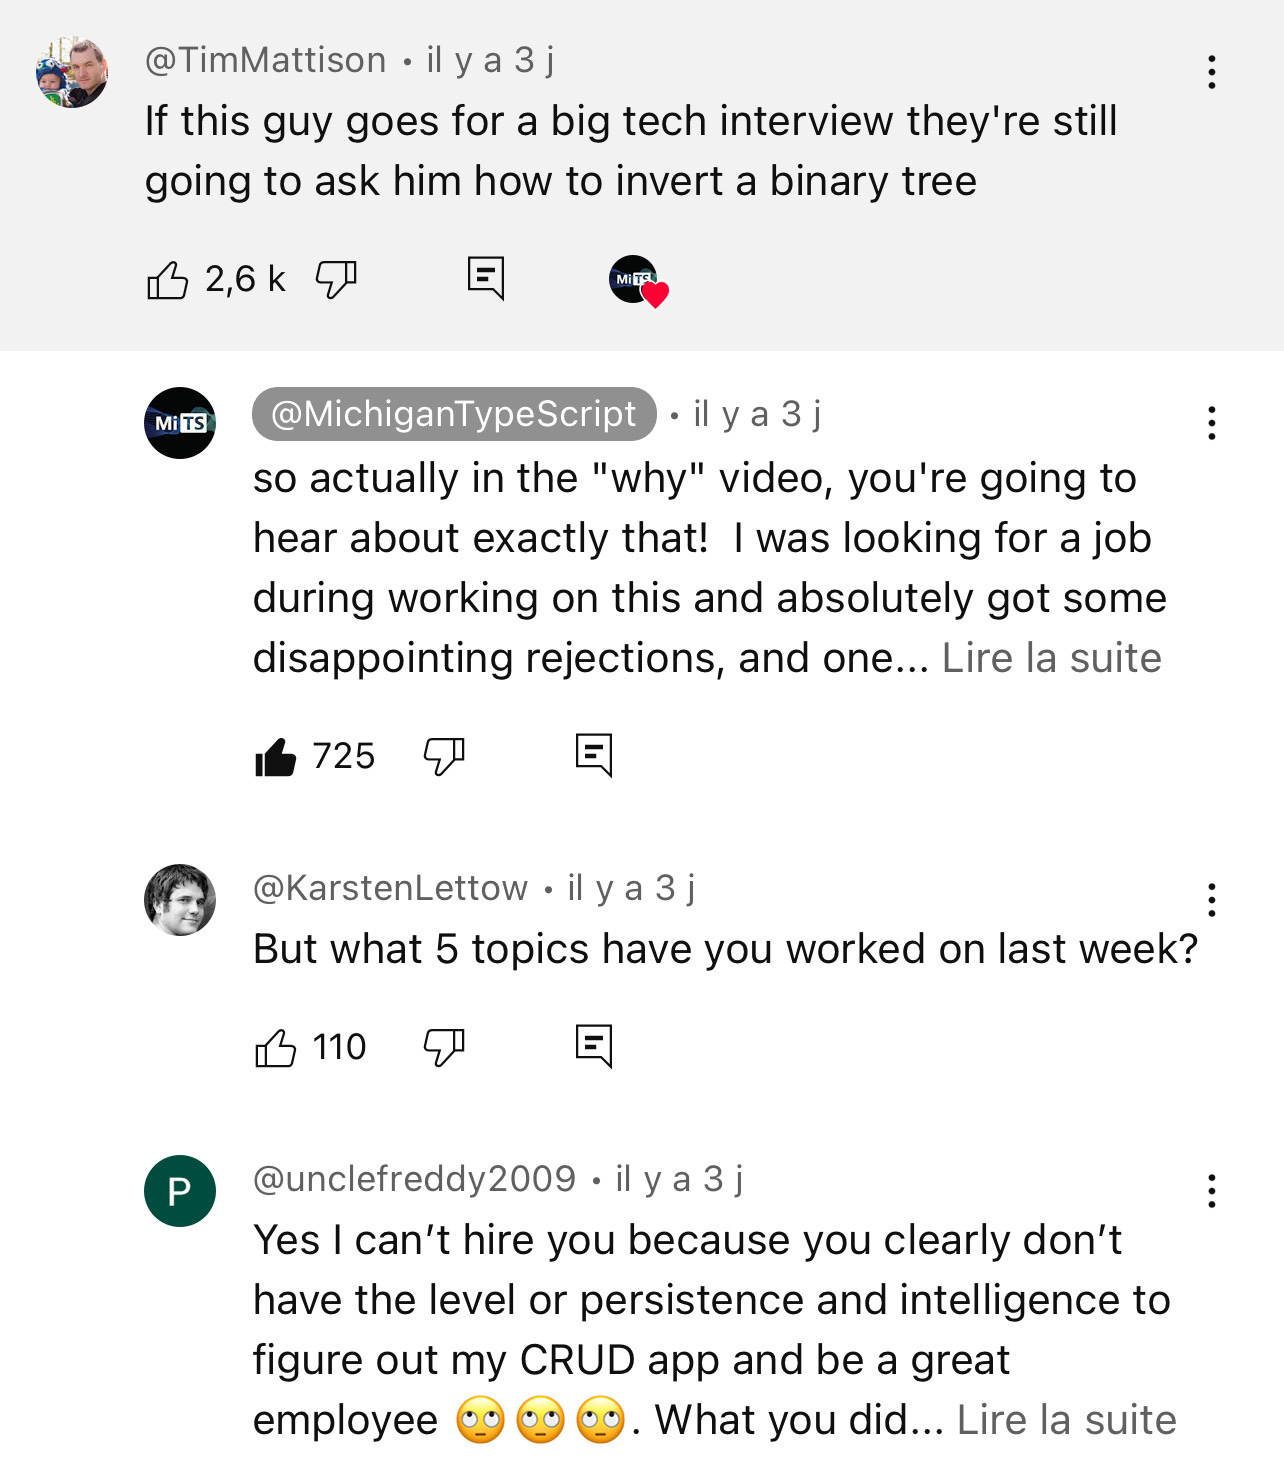 @TimMattison • il y a 3 j
If this guy goes for a big tech interview they're still
going to ask him how to invert a binary tree
2,6 k
MiTS
MiTS
@MichiganTypeScript • il y a 3 j
so actually in the "why" video, you're going to
hear about exactly that!  I was looking for a job
during working on this and absolutely got some
disappointing rejections, and one... Lire la suite
725
@KarstenLettow • il y a 3 j
But what 5 topics have you worked on last week?
110
P
@unclefreddy2009 • il y a 3 j
Yes I can’t hire you because you clearly don’t
have the level or persistence and intelligence to
figure out my CRUD app and be a great
employee 🙄🙄🙄. What you did... Lire la suite